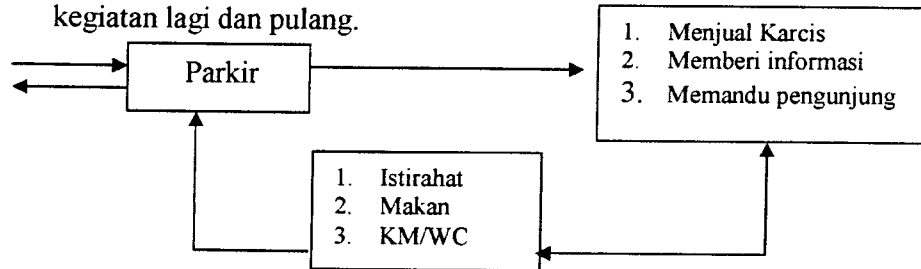 kegiatan lagi dan pulang.
Parkir
1. Menjual Karcis
2. Memberi informasi
3. Memandu pengunjung
1. Istirahat
2. Makan
3. KM/WC